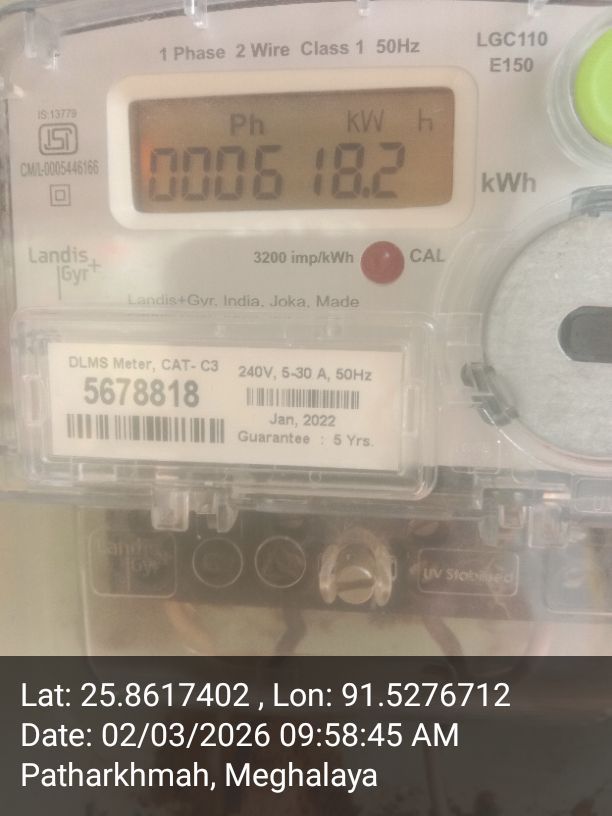 1 Phase 2 Wire Class 1 50Hz
LGC110
E150
IS:13779
ISI
CM/L-0005446166
Ph kW h
0006 18.2
kWh
3200 imp/kWh CAL
Landis
Gyr+
Landis+Gyr, India, Joka, Made
DLMS Meter, CAT- C3
5678818
240V, 5-30 A, 50Hz
Jan, 2022
Guarantee : 5 Yrs.
Landis
Gyr+
UV Stabilised
Lat: 25.8617402 , Lon: 91.5276712
Date: 02/03/2026 09:58:45 AM
Patharkhmah, Meghalaya